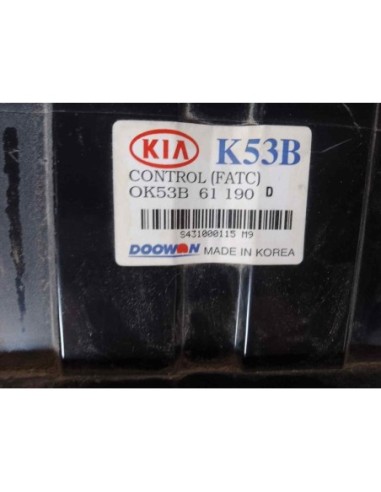 KIA K53B
CONTROL (FATC)
OK53B 61 190 D
S431000115 M9
DOOWON MADE IN KOREA